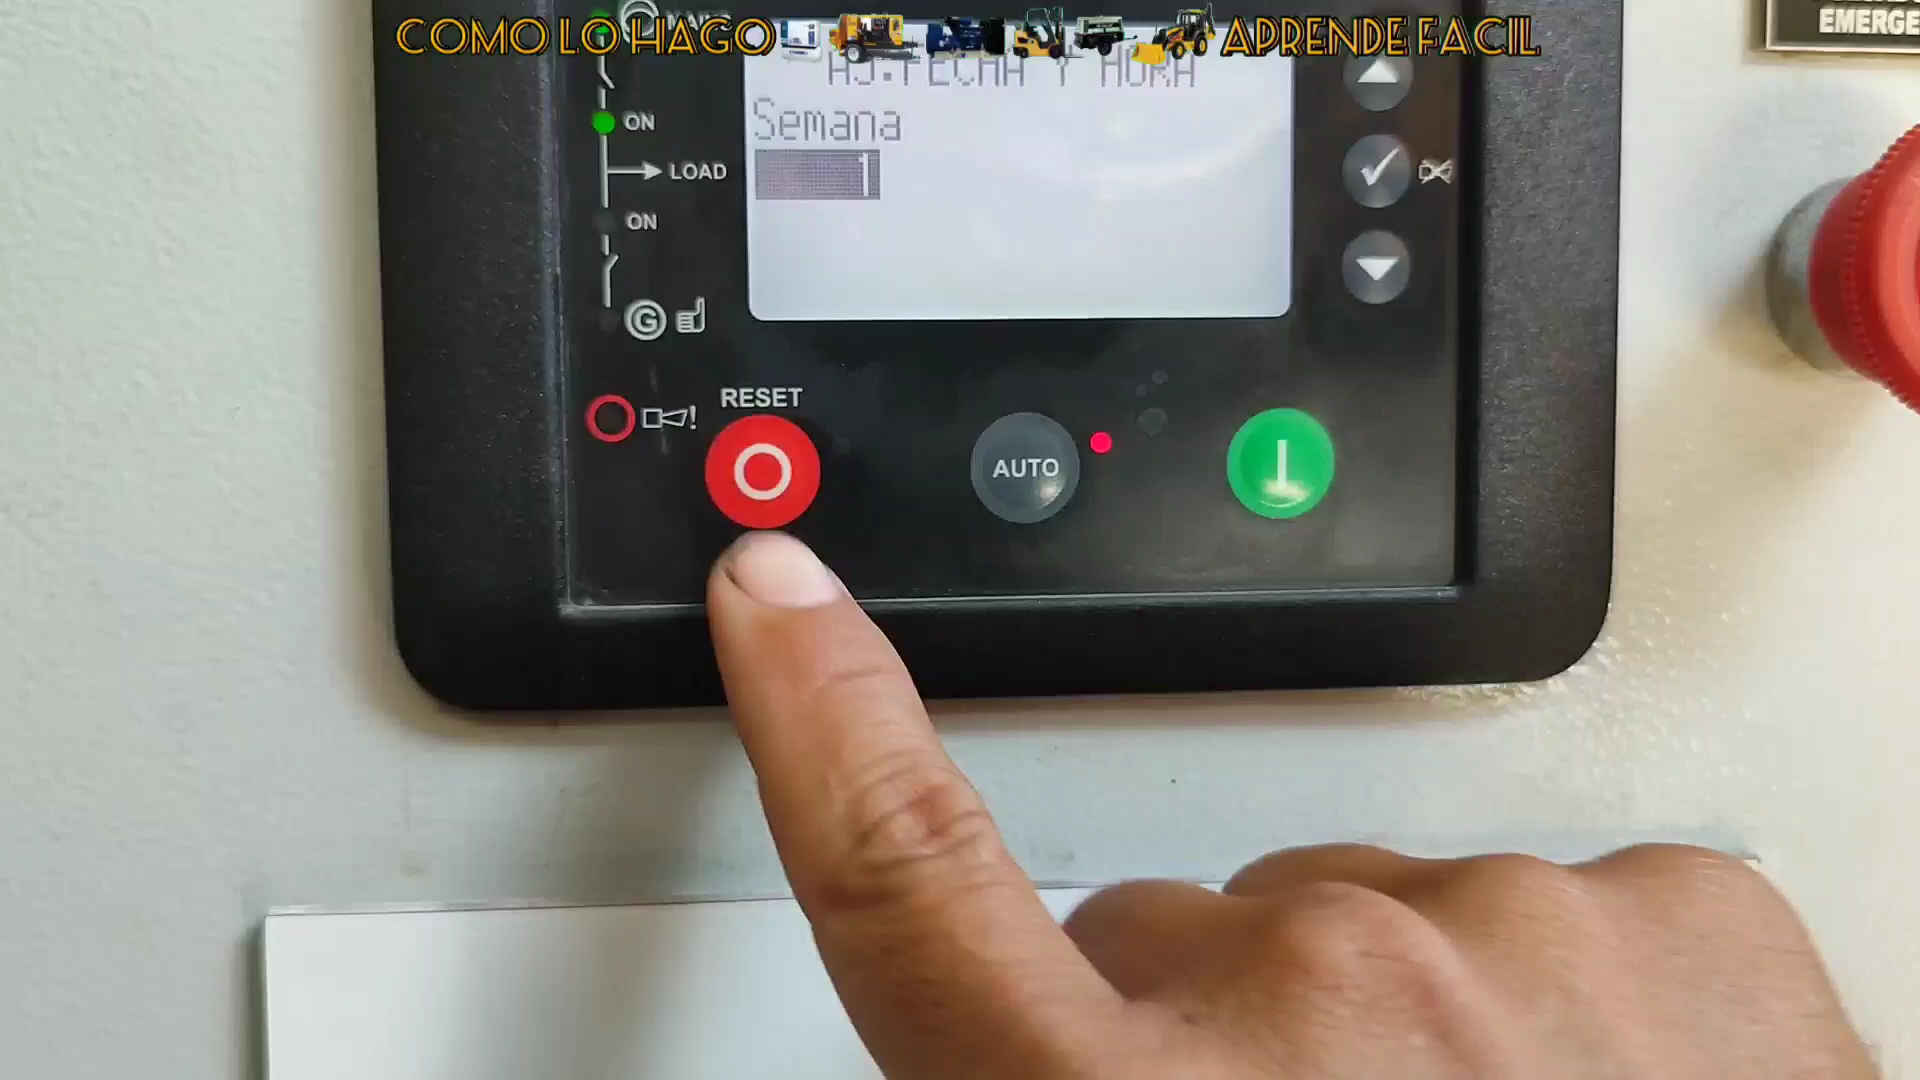 COMO LO HAGO APRENDE FACIL
EMERGE
AJ.FECHA Y HORA
Semana
1
ON
LOAD
ON
G
RESET
AUTO